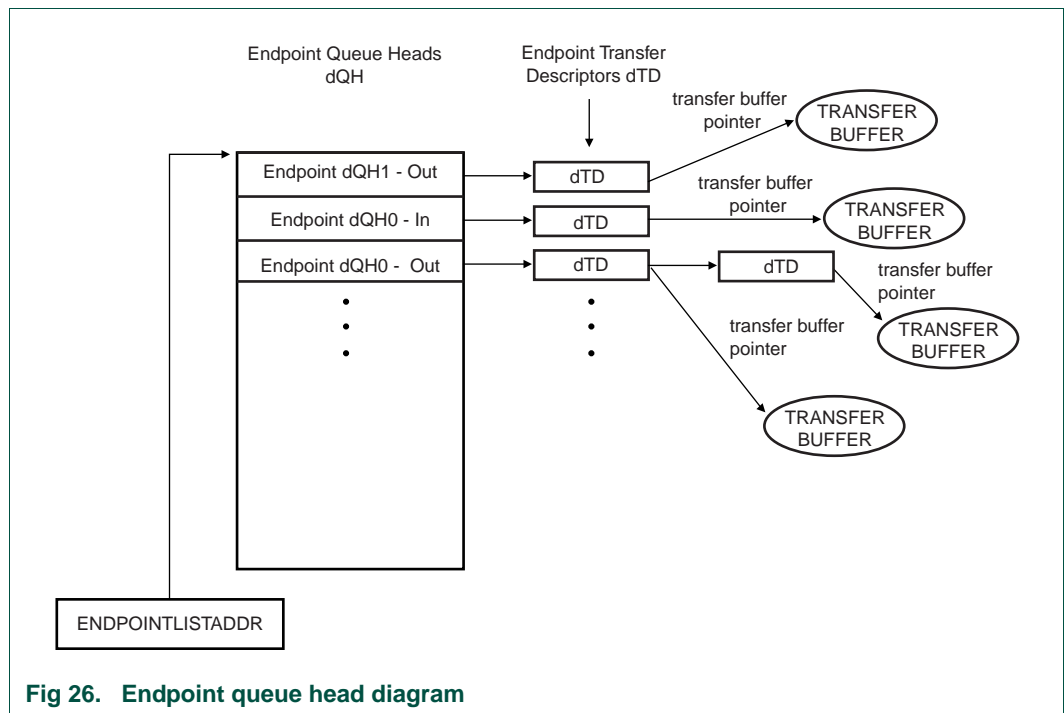 Endpoint Queue Heads
dQH
Endpoint Transfer
Descriptors dTD
transfer buffer
pointer
TRANSFER
BUFFER
Endpoint dQH1 - Out
dTD
transfer buffer
pointer
TRANSFER
BUFFER
Endpoint dQH0 - In
dTD
Endpoint dQH0 - Out
dTD
dTD
transfer buffer
pointer
TRANSFER
BUFFER
transfer buffer
pointer
TRANSFER
BUFFER
ENDPOINTLISTADDR
Fig 26. Endpoint queue head diagram